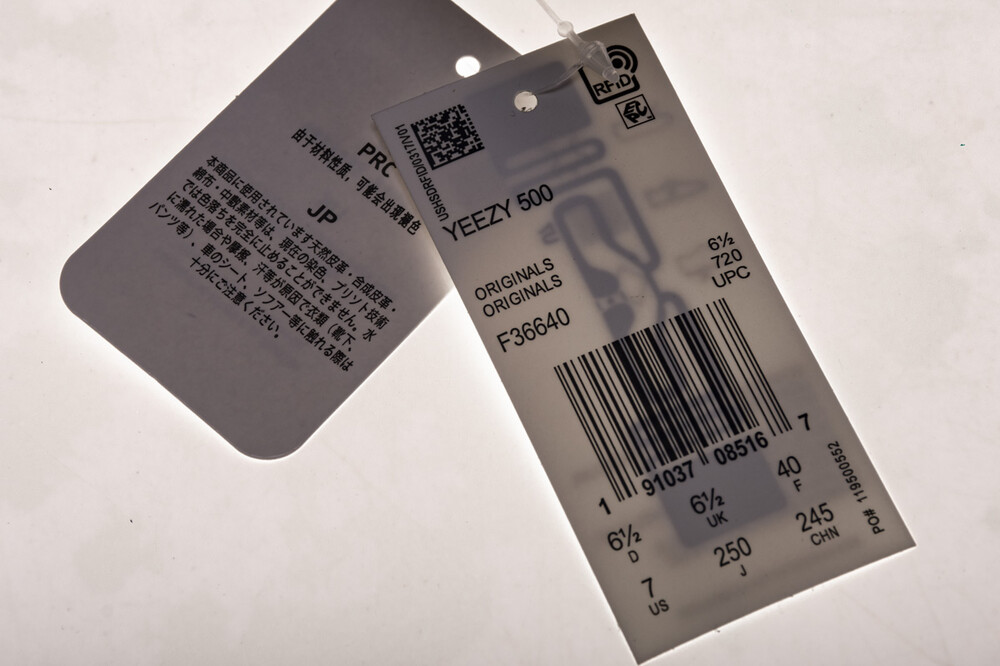 由于材料性质，可能会出现褪色
PRC
JP
本商品に使用されています天然皮革・合成皮革・
綿布・中敷素材等は、現在の染色、プリント技術
では色落ちを完全に止めることができません。水
に濡れた場合や摩擦、汗等が原因で衣類（靴下、
パンツ等）、車のシート、ソファー等に触れる際は
十分にご注意ください。
RFID
EPC
USHSDRFID/0317/V01
YEEZY 500
ORIGINALS
ORIGINALS
F36640
6½
720
UPC
1 91037 08516 7
6½
D
6½
UK
40
F
7
US
250
J
245
CHN
PO# 119500552